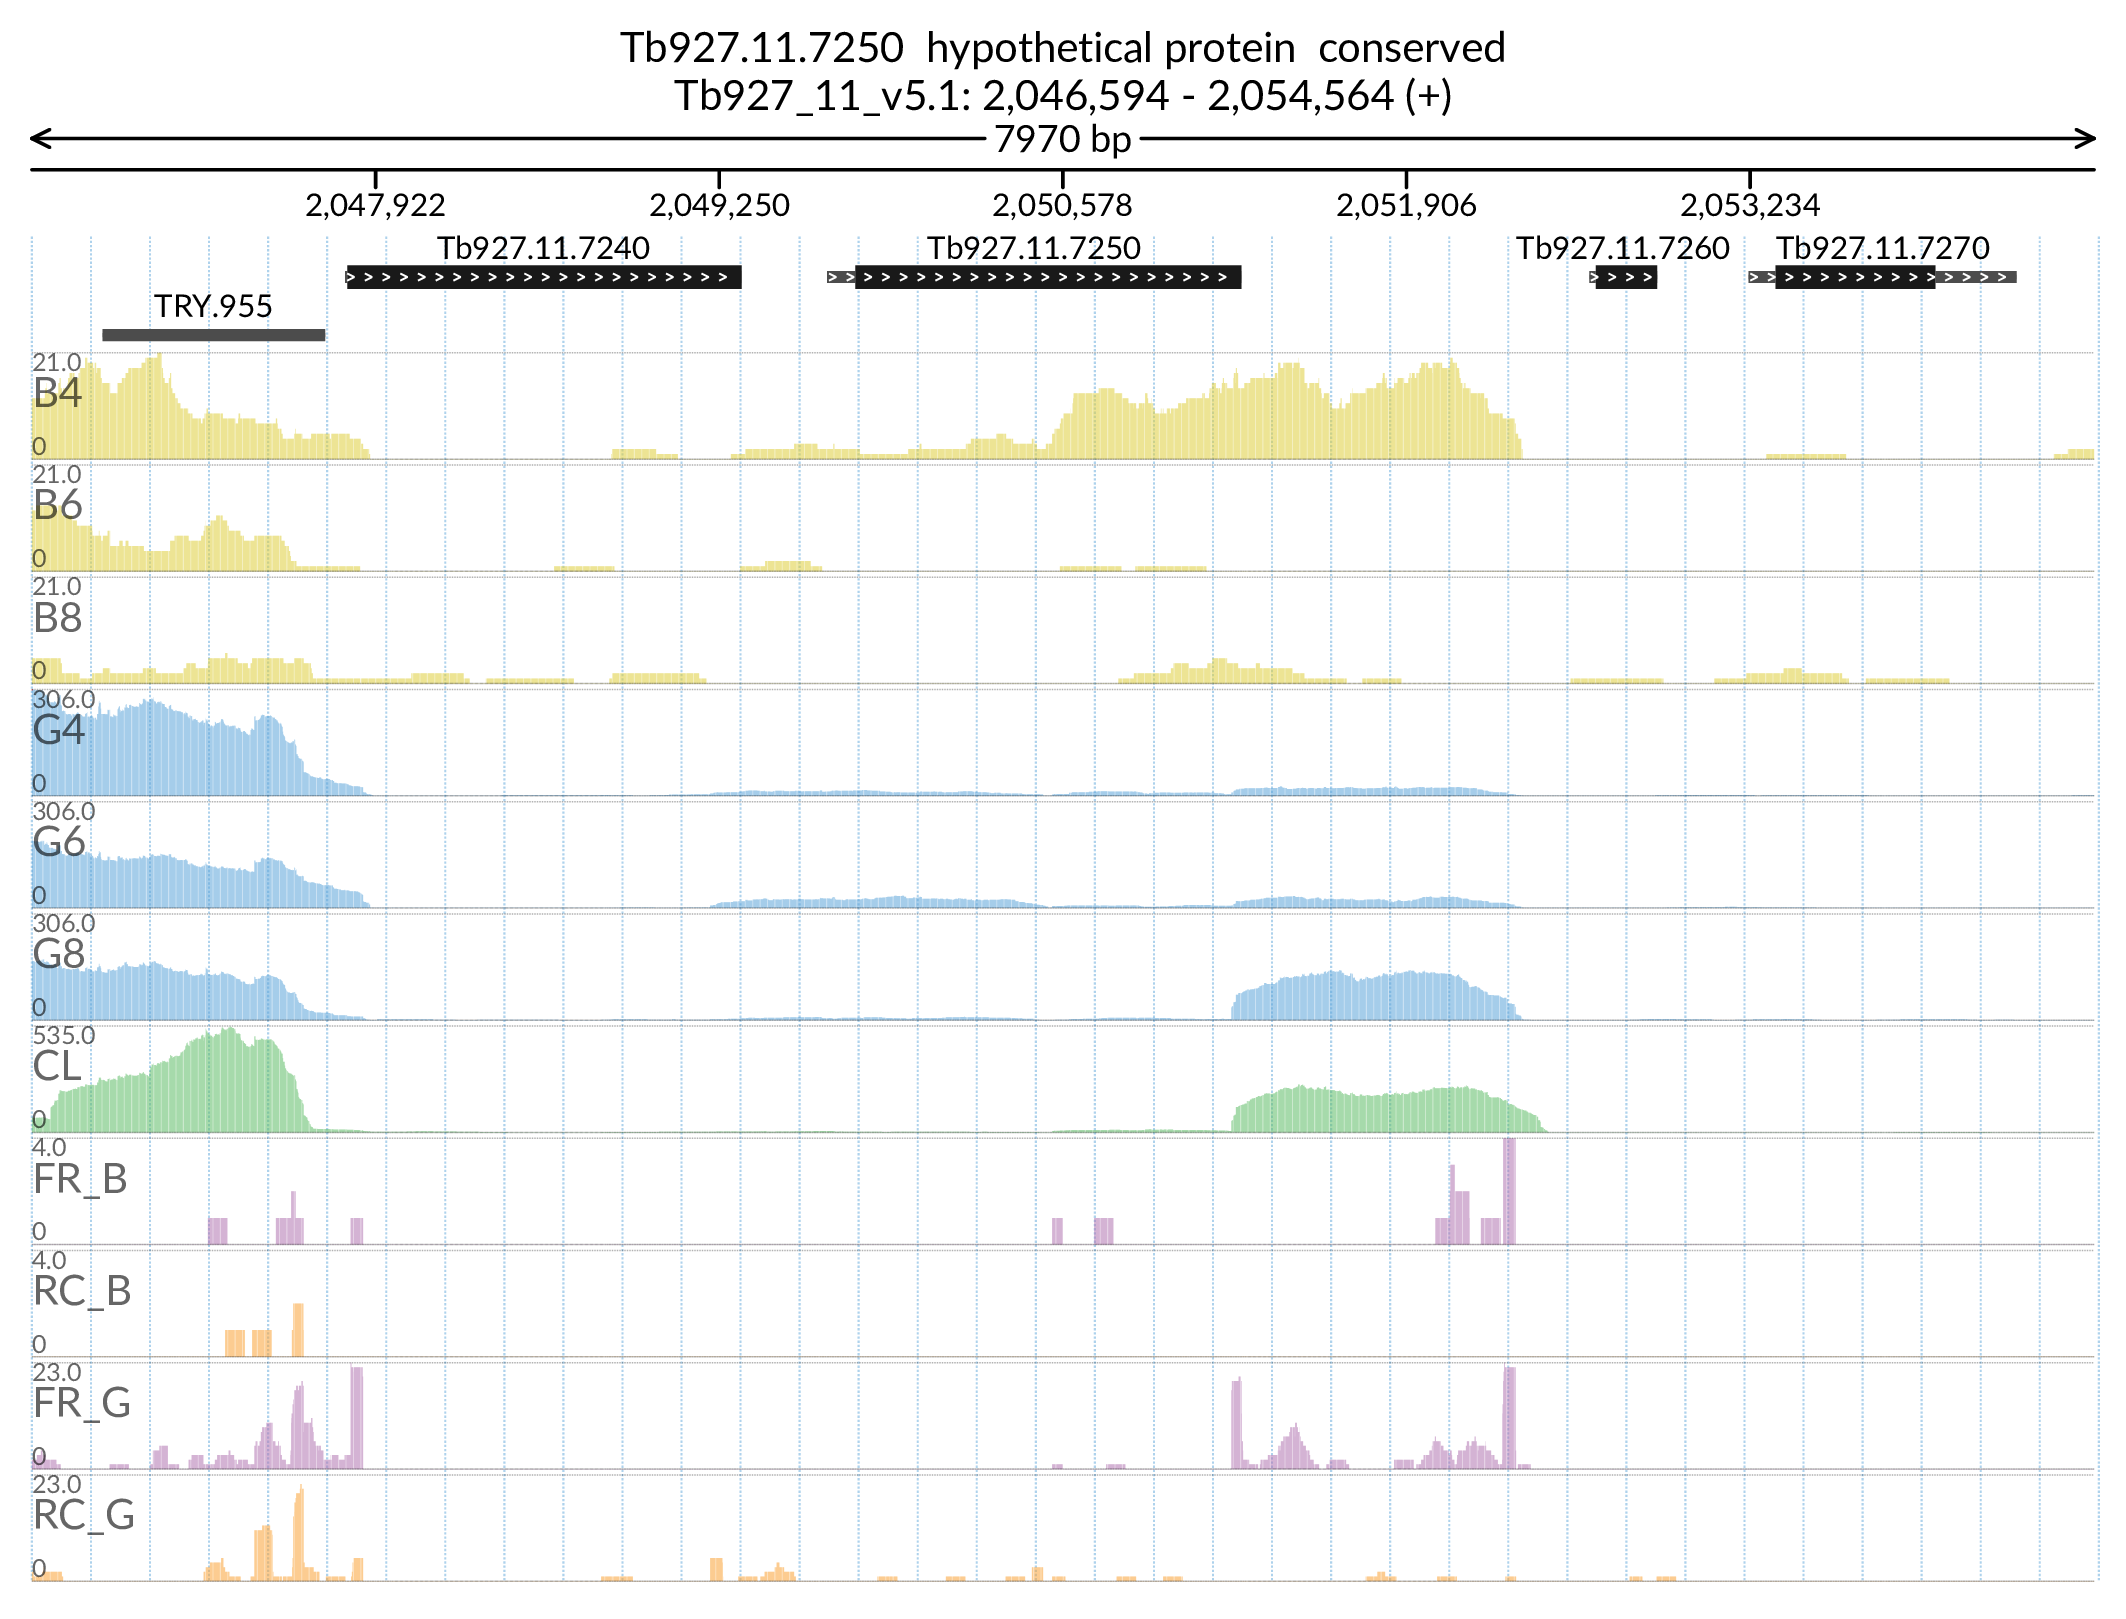 Tb927.11.7250  hypothetical protein  conserved
Tb927_11_v5.1: 2,046,594 - 2,054,564 (+)
7970 bp
2,047,922 2,049,250 2,050,578 2,051,906 2,053,234
Tb927.11.7240 Tb927.11.7250 Tb927.11.7260 Tb927.11.7270
TRY.955
21.0
B4
0
21.0
B6
0
21.0
B8
0
306.0
G4
0
306.0
G6
0
306.0
G8
0
535.0
CL
0
4.0
FR_B
0
4.0
RC_B
0
23.0
FR_G
0
23.0
RC_G
0